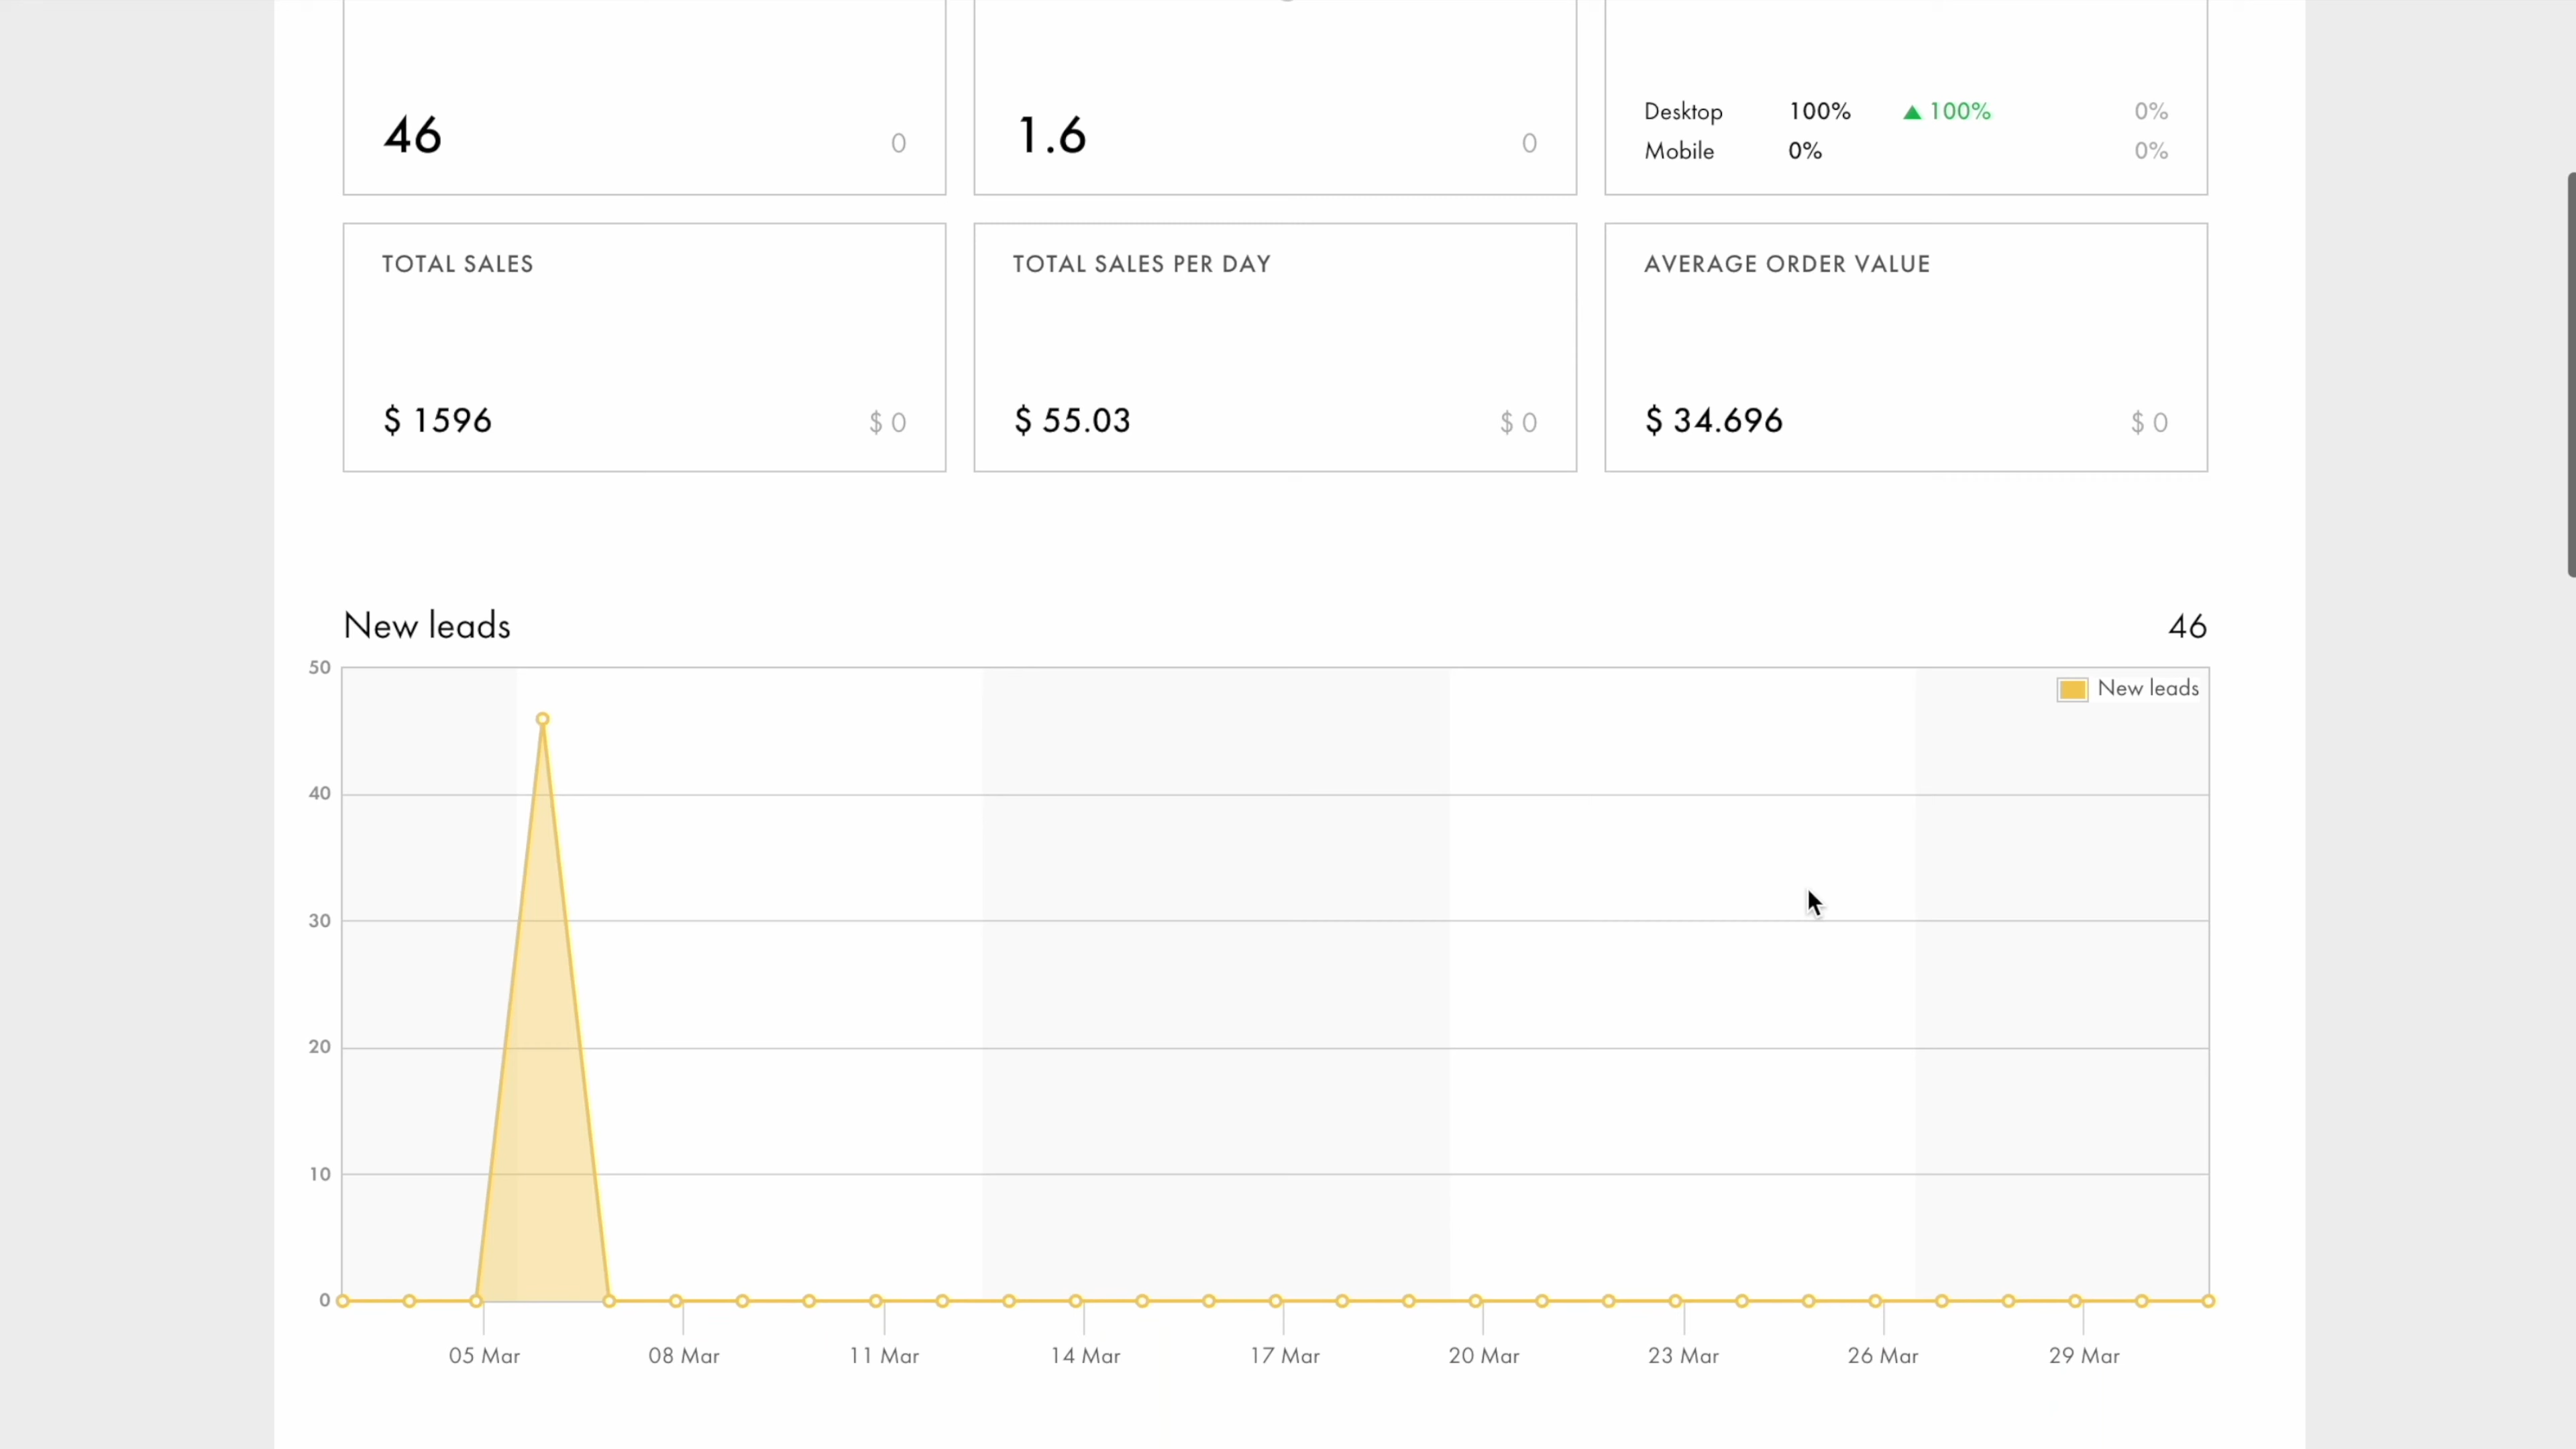 46 0
1.6 0
Desktop 100% ▲ 100% 0%
Mobile 0% 0%
TOTAL SALES
$ 1596 $ 0
TOTAL SALES PER DAY
$ 55.03 $ 0
AVERAGE ORDER VALUE
$ 34.696 $ 0
New leads 46
New leads
50
40
30
20
10
0
05 Mar 08 Mar 11 Mar 14 Mar 17 Mar 20 Mar 23 Mar 26 Mar 29 Mar